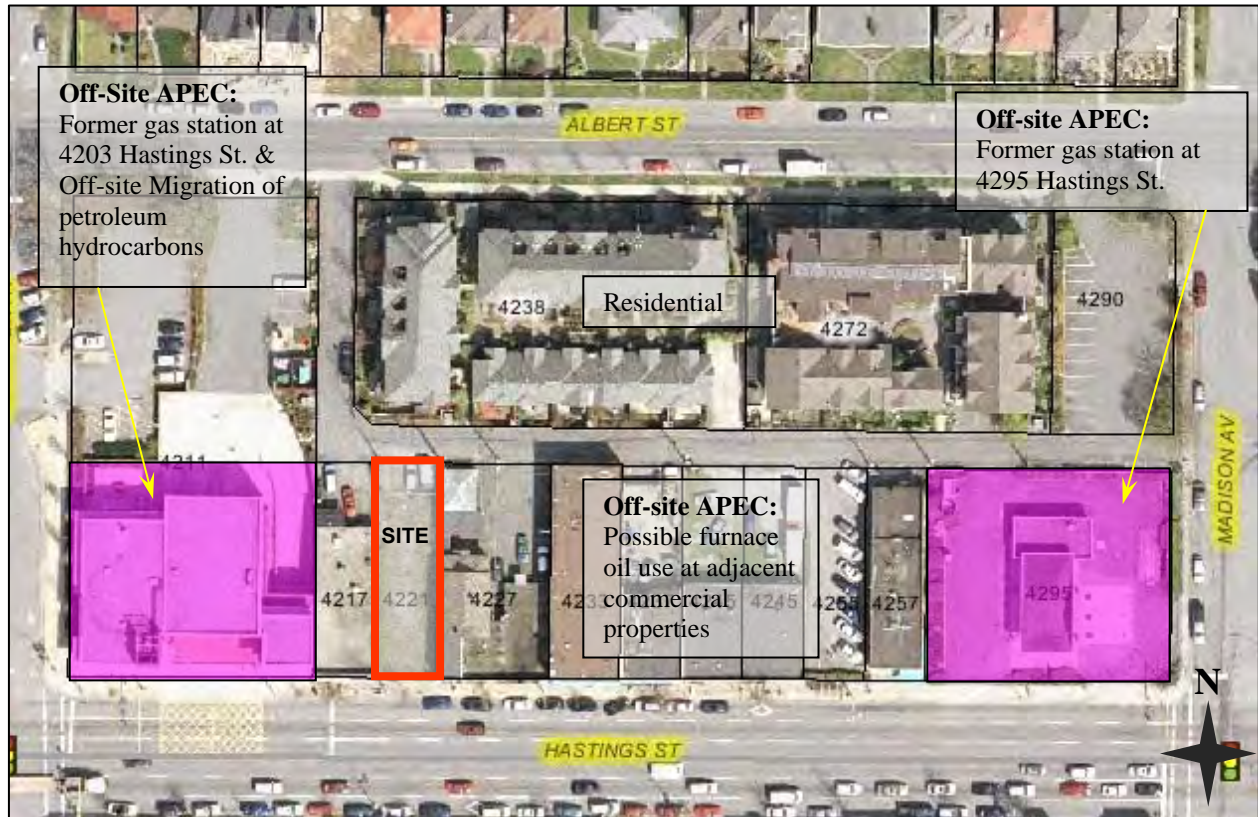 Off-Site APEC:
Former gas station at
4203 Hastings St. &
Off-site Migration of
petroleum
hydrocarbons
ALBERT ST
Off-site APEC:
Former gas station at
4295 Hastings St.
4238
Residential
4272
4290
4211
MADISON AV
SITE
Off-site APEC:
Possible furnace
oil use at adjacent
commercial
properties
4217
4221
4227
4245
4255
4257
4295
N
HASTINGS ST